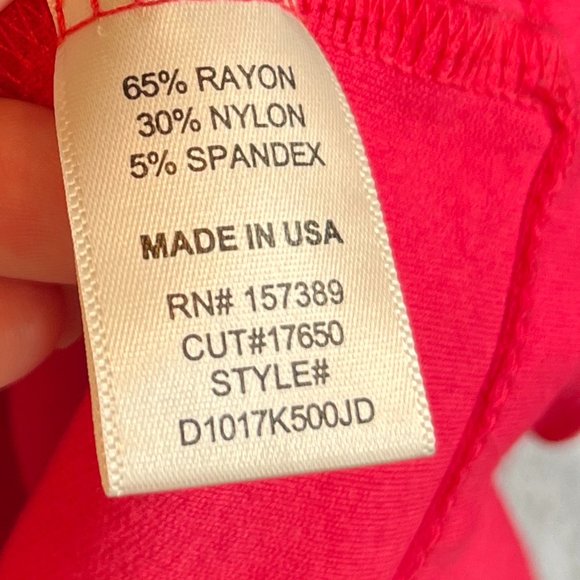 65% RAYON
30% NYLON
5% SPANDEX
MADE IN USA
RN# 157389
CUT#17650
STYLE#
D1017K500JD